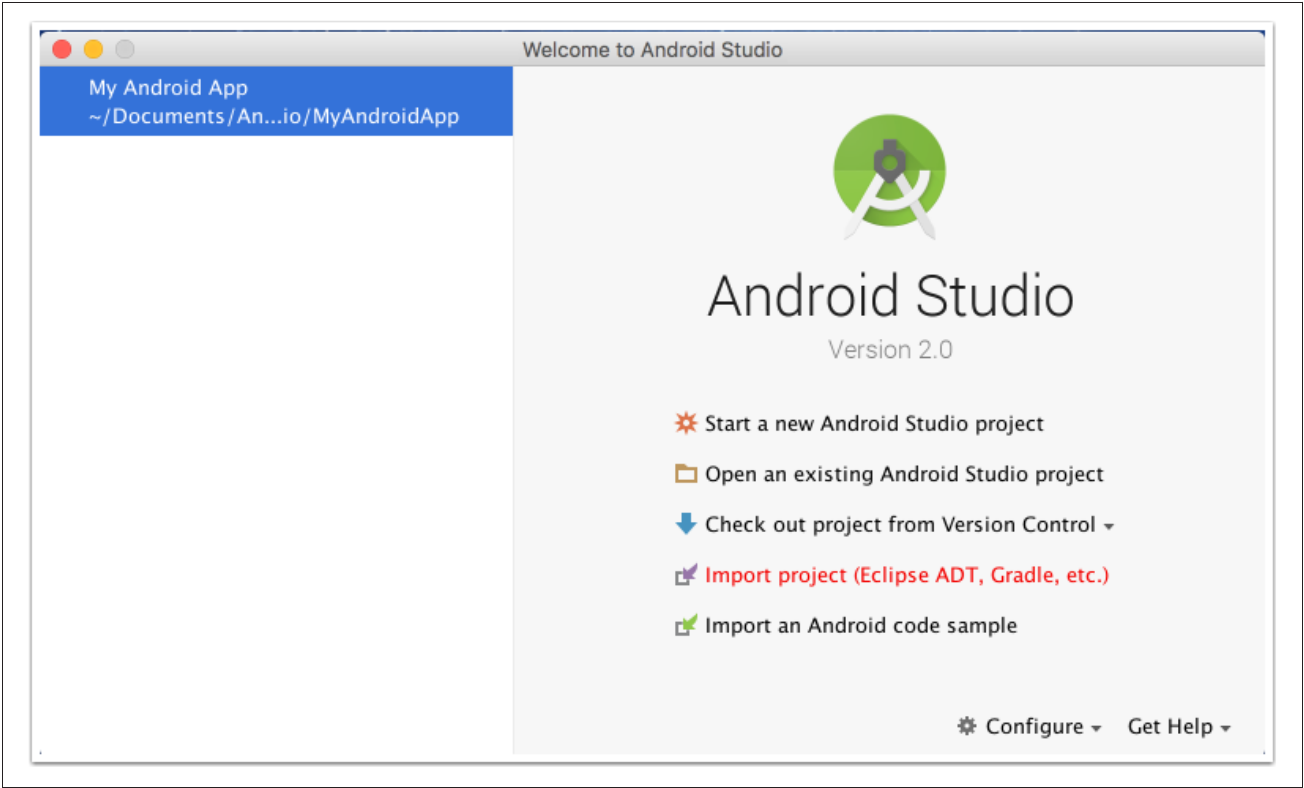 Welcome to Android Studio
My Android App
~/Documents/An...io/MyAndroidApp
Android Studio
Version 2.0
Start a new Android Studio project
Open an existing Android Studio project
Check out project from Version Control
Import project (Eclipse ADT, Gradle, etc.)
Import an Android code sample
Configure Get Help